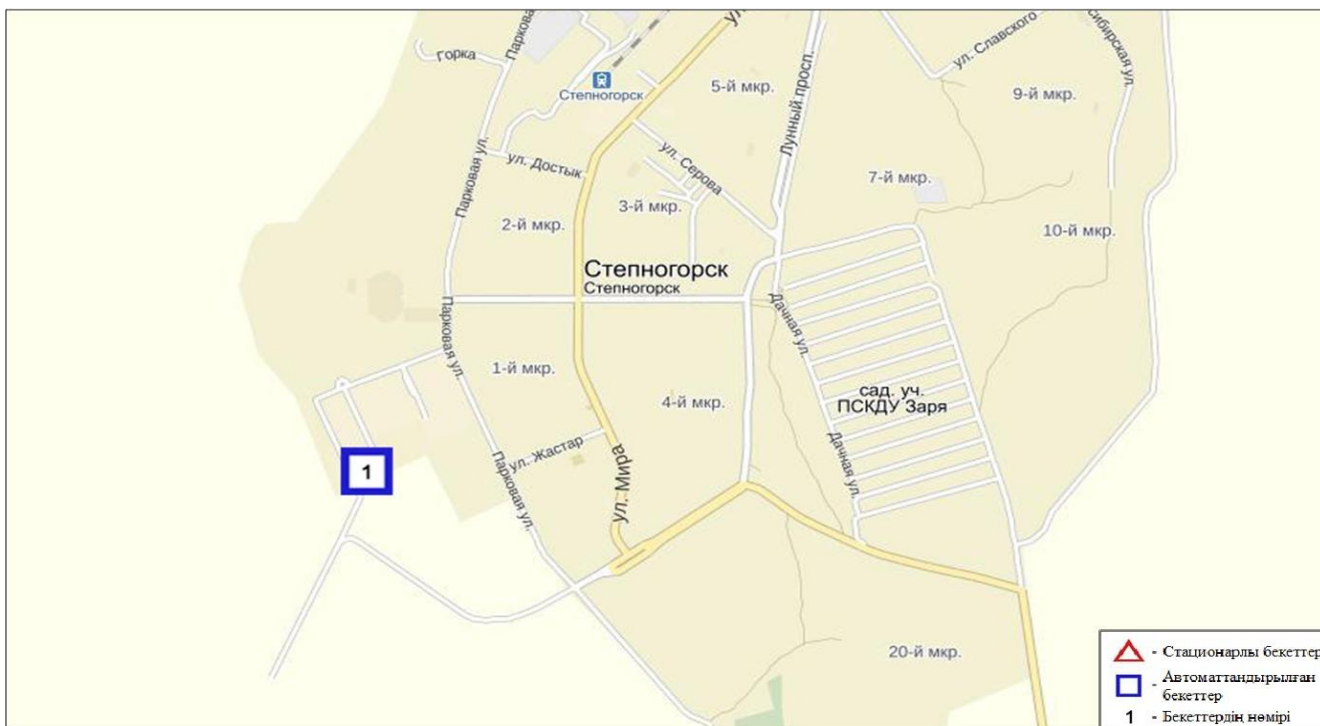 Парковая
ул.
Горка
Степногорск
5-й мкр.
Лунный просп.
ул. Славского
сибирская ул.
9-й мкр.
Парковая ул.
ул. Достык
ул. Серова
7-й мкр.
3-й мкр.
2-й мкр.
10-й мкр.
Степногорск
Степногорск
Парковая ул.
Дачная ул.
1-й мкр.
4-й мкр.
сад. уч.
ПСКДУ Заря
ул. Жастар
ул. Мира
Дачная ул.
1
Парковая ул.
20-й мкр.
- Стационарлы бекеттер
- Автоматтандырылған
бекеттер
1 - Бекеттердің нөмірі